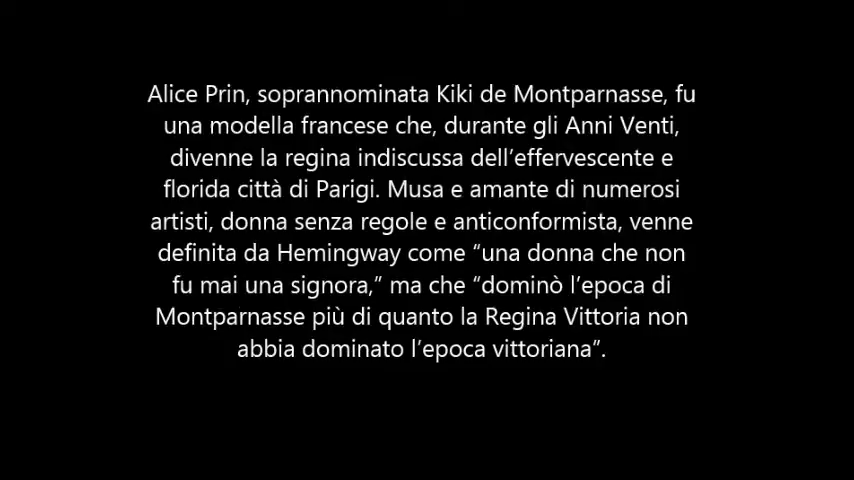 Alice Prin, soprannominata Kiki de Montparnasse, fu
una modella francese che, durante gli Anni Venti,
divenne la regina indiscussa dell’effervescente e
florida città di Parigi. Musa e amante di numerosi
artisti, donna senza regole e anticonformista, venne
definita da Hemingway come “una donna che non
fu mai una signora,” ma che “dominò l’epoca di
Montparnasse più di quanto la Regina Vittoria non
abbia dominato l’epoca vittoriana”.